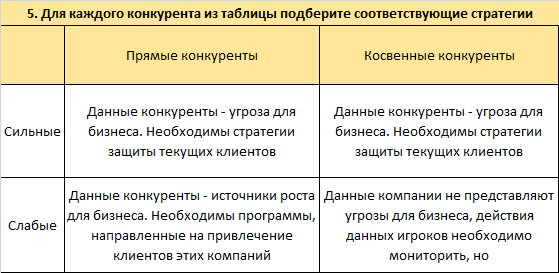 5. Для каждого конкурента из таблицы подберите соответствующие стратегии
Прямые конкуренты
Косвенные конкуренты
Сильные
Данные конкуренты - угроза для
бизнеса. Необходимы стратегии
защиты текущих клиентов
Данные конкуренты - угроза для
бизнеса. Необходимы стратегии
защиты текущих клиентов
Слабые
Данные конкуренты - источники роста
для бизнеса. Необходимы программы,
направленные на привлечение
клиентов этих компаний
Данные компании не представляют
угрозы для бизнеса, действия
данных игроков необходимо
мониторить, но